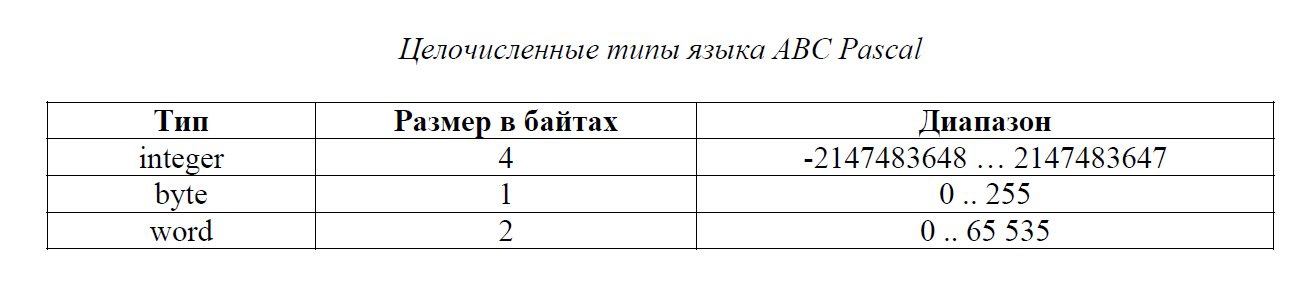 Целочисленные типы языка ABC Pascal
Тип Размер в байтах Диапазон
integer 4 -2147483648 … 2147483647
byte 1 0 .. 255
word 2 0 .. 65 535